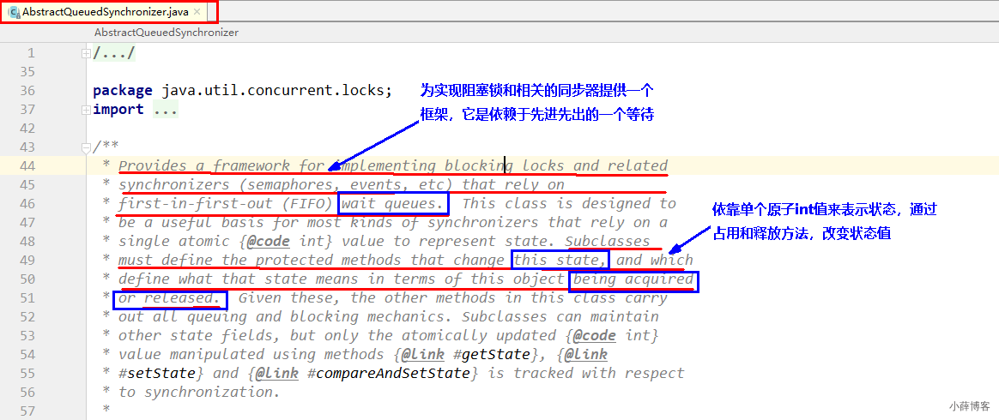 AbstractQueuedSynchronizer.java
AbstractQueuedSynchronizer
1 /.../
35
36 package java.util.concurrent.locks;
37 import ...
42
43 /**
44 * Provides a framework for implementing blocking locks and related
45 * synchronizers (semaphores, events, etc) that rely on
46 * first-in-first-out (FIFO) wait queues. This class is designed to
47 * be a useful basis for most kinds of synchronizers that rely on a
48 * single atomic {@code int} value to represent state. Subclasses
49 * must define the protected methods that change this state, and which
50 * define what that state means in terms of this object being acquired
51 * or released. Given these, the other methods in this class carry
52 * out all queuing and blocking mechanics. Subclasses can maintain
53 * other state fields, but only the atomically updated {@code int}
54 * value manipulated using methods {@link #getState}, {@link
55 * #setState} and {@link #compareAndSetState} is tracked with respect
56 * to synchronization.
57 *
为实现阻塞锁和相关的同步器提供一个
框架，它是依赖于先进先出的一个等待
依靠单个原子int值来表示状态，通过
占用和释放方法，改变状态值
小薛博客